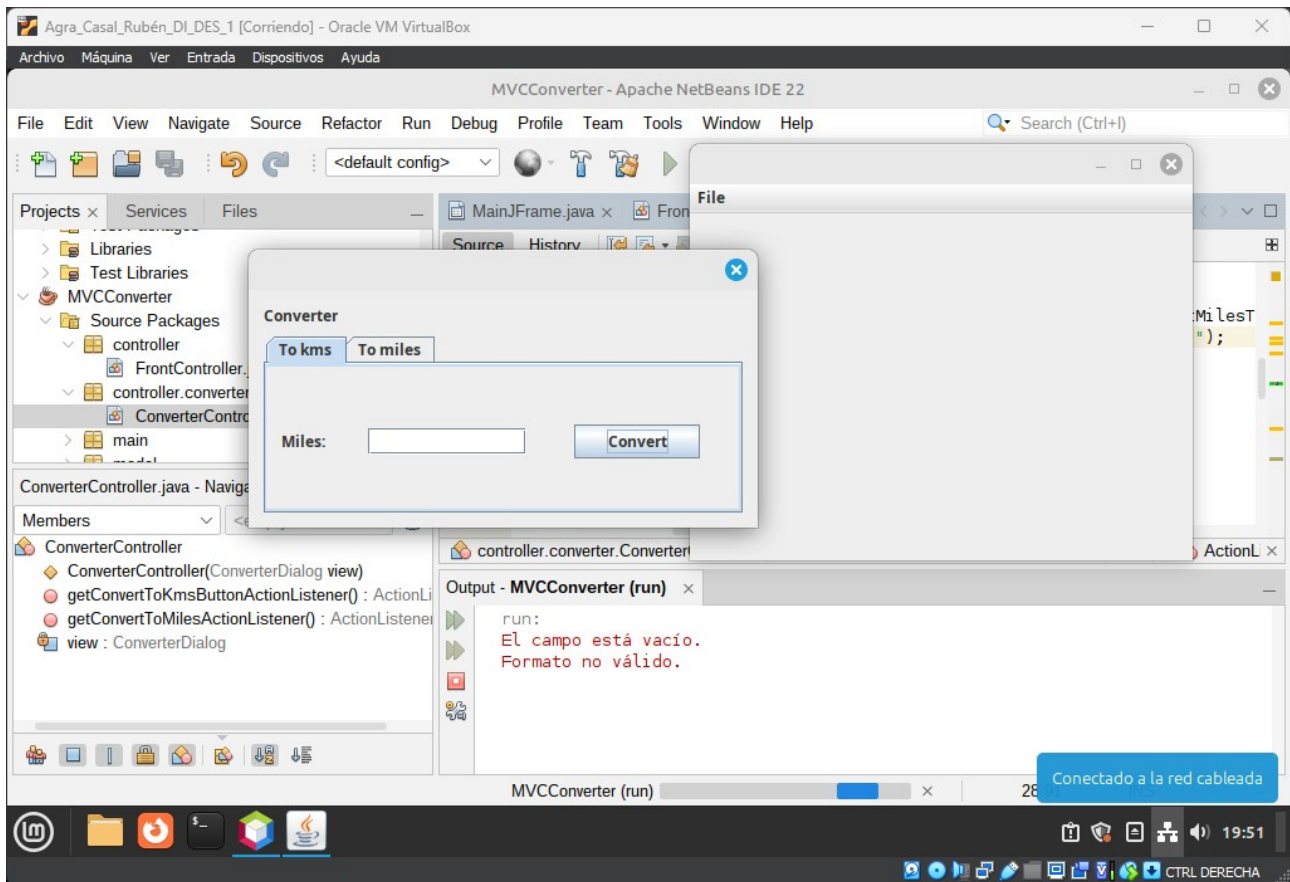 Agra_Casal_Rubén_DI_DES_1 [Corriendo] - Oracle VM VirtualBox
Archivo Máquina Ver Entrada Dispositivos Ayuda
MVCConverter - Apache NetBeans IDE 22
File Edit View Navigate Source Refactor Run Debug Profile Team Tools Window Help
Search (Ctrl+I)
<default config>
Projects Services Files
MainJFrame.java
Source History
Libraries
Test Libraries
MVCConverter
Source Packages
controller
FrontController.
controller.converter
main
File
Converter
To kms To miles
Miles:
Convert
MilesT
");
ConverterController.java
Members
ConverterController
ConverterController(ConverterDialog view)
getConvertToKmsButtonActionListener() : ActionLi
getConvertToMilesActionListener() : ActionListener
view : ConverterDialog
controller.converter.Converter
ActionL
Output - MVCConverter (run)
run:
El campo está vacío.
Formato no válido.
MVCConverter (run)
Conectado a la red cableada
19:51
CTRL DERECHA